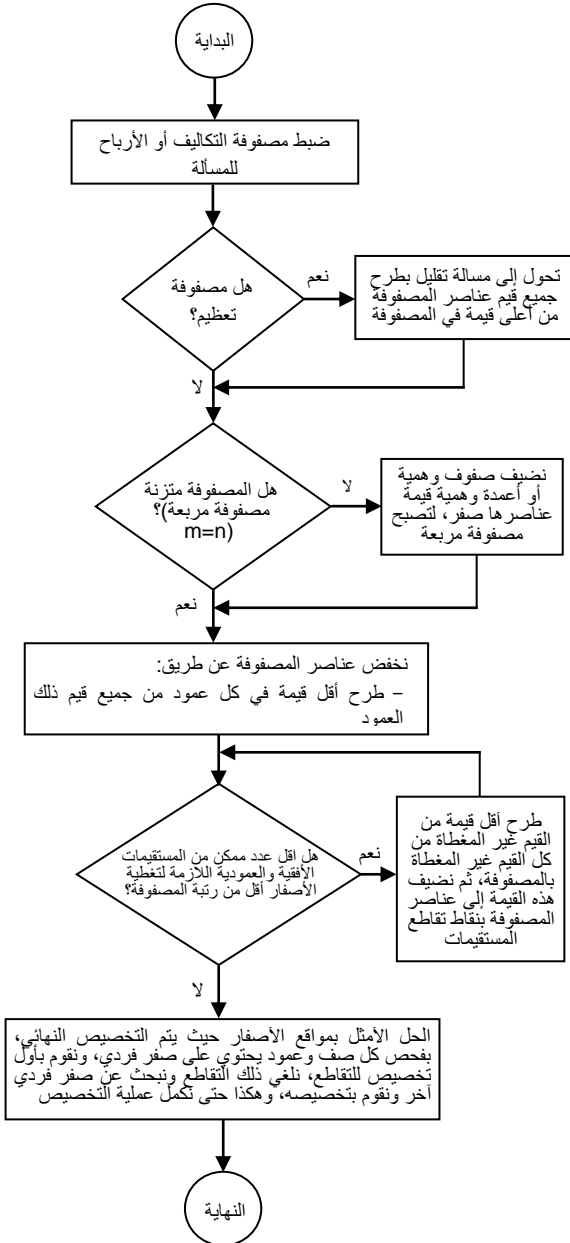 البداية
ضبط مصفوفة التكاليف أو الأرباح
للمسألة
هل مصفوفة
تعظيم؟
نعم
تحول إلى مسالة تقليل بطرح
جميع قيم عناصر المصفوفة
من أعلى قيمة في المصفوفة
لا
هل المصفوفة متزنة
مصفوفة مربعة)؟
(m=n
لا
نضيف صفوف وهمية
أو أعمدة وهمية قيمة
عناصرها صفر، لتصبح
مصفوفة مربعة
نعم
نخفض عناصر المصفوفة عن طريق:
– طرح أقل قيمة في كل عمود من جميع قيم ذلك
العمود
هل اقل عدد ممكن من المستقيمات
الأفقية والعمودية اللازمة لتغطية
الأصفار أقل من رتبة المصفوفة؟
نعم
طرح أقل قيمة من
القيم غير المغطاة من
كل القيم غير المغطاة
بالمصفوفة، ثم نضيف
هذه القيمة إلى عناصر
المصفوفة بنقاط تقاطع
المستقيمات
لا
الحل الأمثل بمواقع الأصفار حيث يتم التخصيص النهائي،
بفحص كل صف وعمود يحتوي على صفر فردي، ونقوم بأول
تخصيص للتقاطع، نلغي ذلك التقاطع ونبحث عن صفر فردي
آخر ونقوم بتخصيصه، وهكذا حتى تكمل عملية التخصيص
النهاية